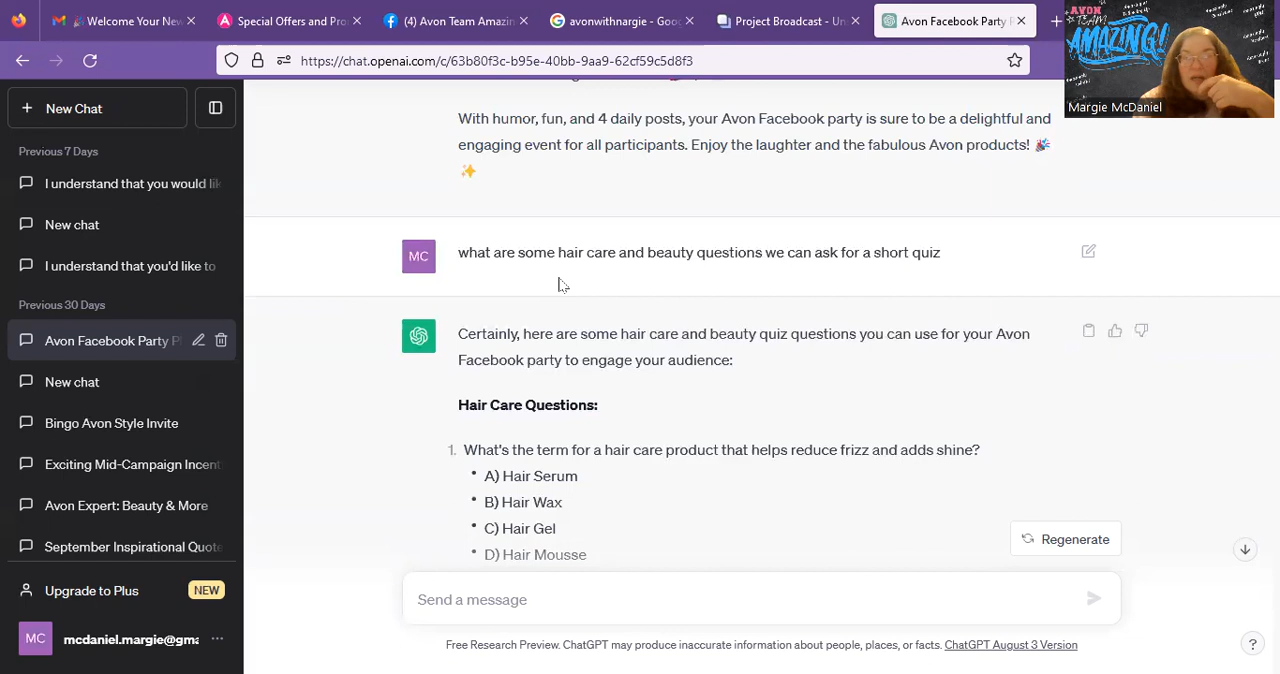 🎉 Welcome Your New
Special Offers and Pro
(4) Avon Team Amazin
avonwithnargie - Goo
Project Broadcast - Un
Avon Facebook Party P
https://chat.openai.com/c/63b80f3c-b95e-40bb-9aa9-62cf59c5d8f3
AVON
TEAM
AMAZING!
Margie McDaniel
New Chat
Previous 7 Days
I understand that you would lik
New chat
I understand that you'd like to
Previous 30 Days
Avon Facebook Party P
New chat
Bingo Avon Style Invite
Exciting Mid-Campaign Incent
Avon Expert: Beauty & More
September Inspirational Quote
Upgrade to Plus NEW
MC mcdaniel.margie@gma ...
With humor, fun, and 4 daily posts, your Avon Facebook party is sure to be a delightful and
engaging event for all participants. Enjoy the laughter and the fabulous Avon products! 🎉
✨
MC what are some hair care and beauty questions we can ask for a short quiz
Certainly, here are some hair care and beauty quiz questions you can use for your Avon
Facebook party to engage your audience:
Hair Care Questions:
1. What's the term for a hair care product that helps reduce frizz and adds shine?
• A) Hair Serum
• B) Hair Wax
• C) Hair Gel
• D) Hair Mousse
Regenerate
Send a message
Free Research Preview. ChatGPT may produce inaccurate information about people, places, or facts. ChatGPT August 3 Version
?